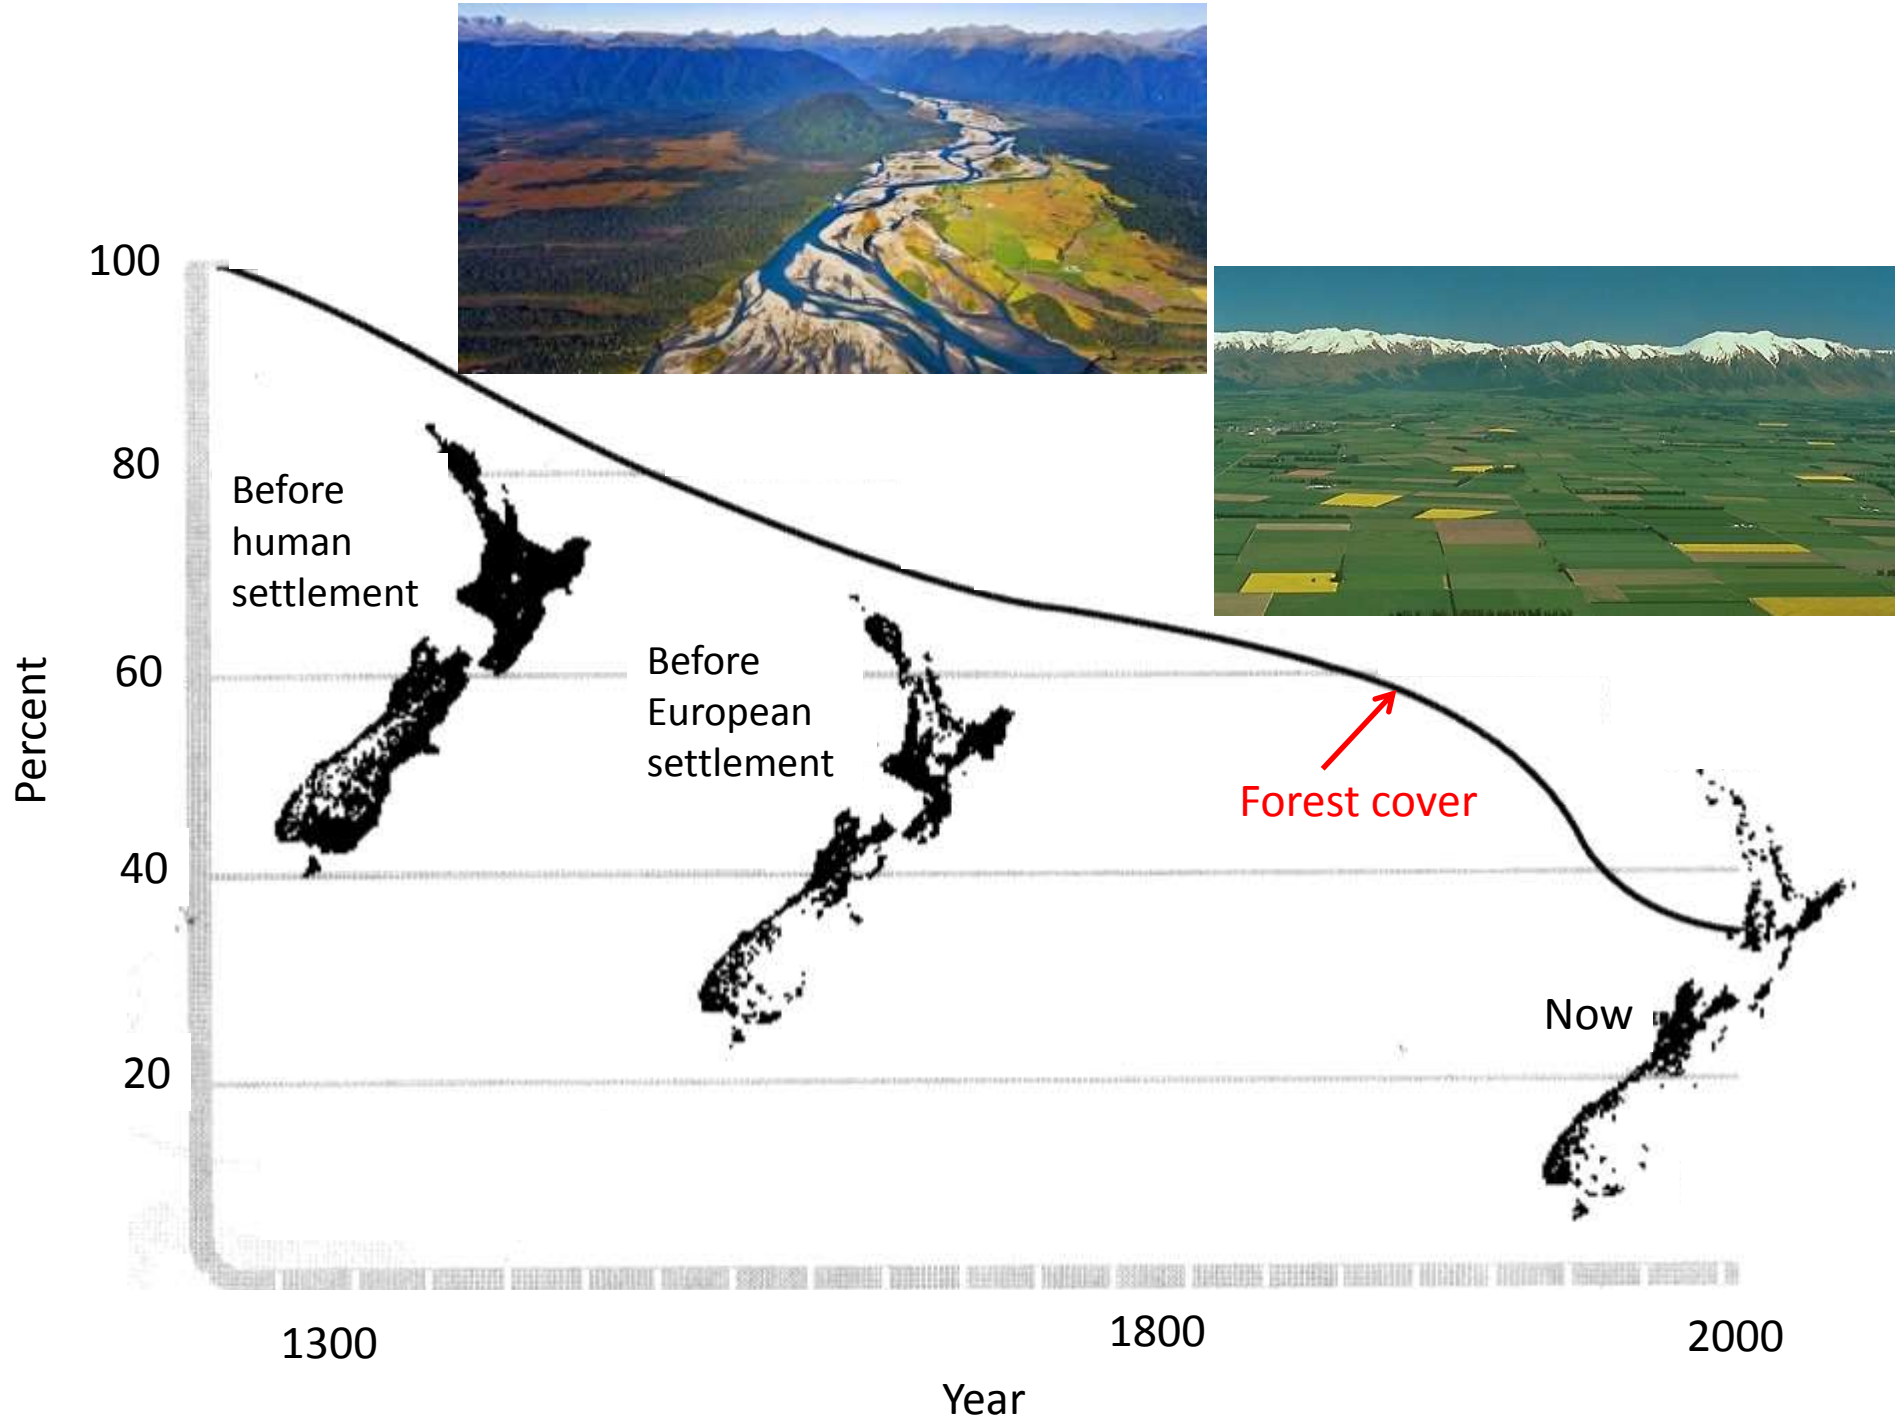 100
80
60
40
20
Percent
Before
human
settlement
Before
European
settlement
Forest cover
Now
1300
1800
2000
Year